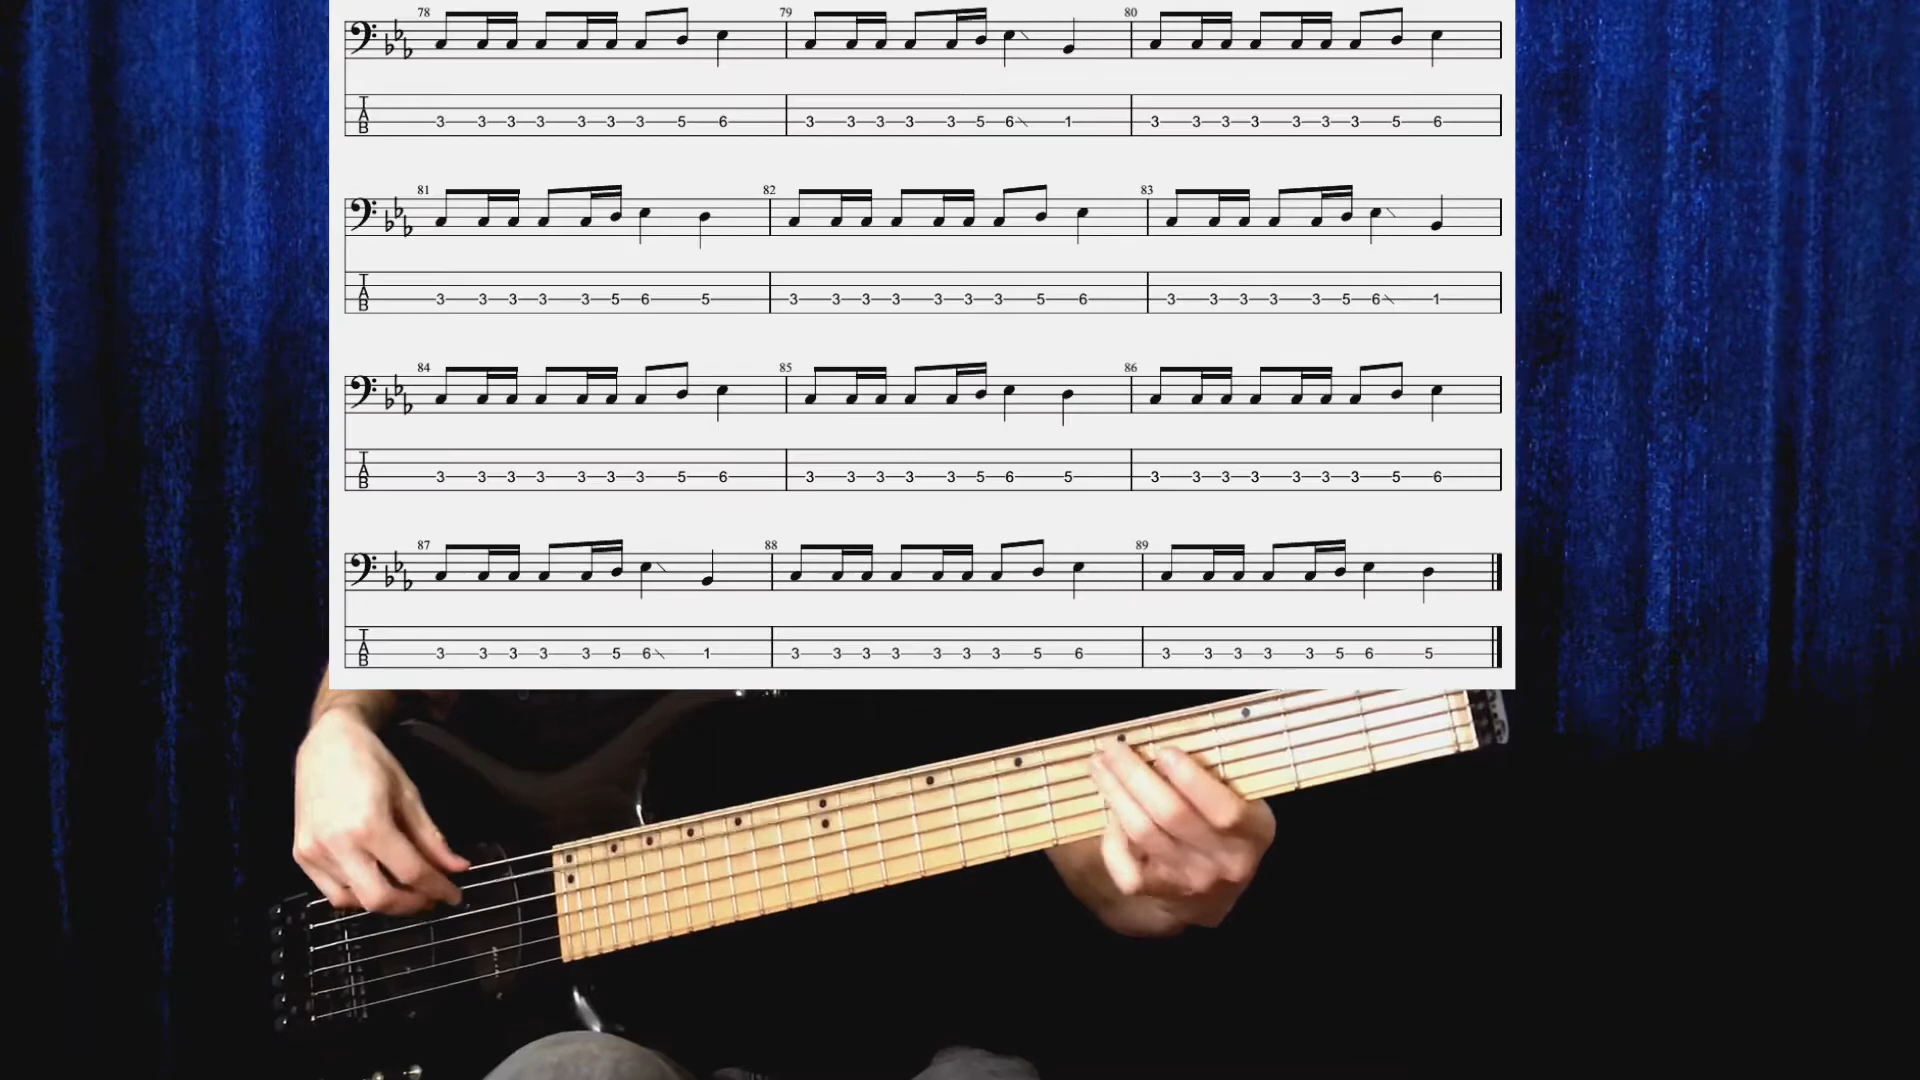 78 79 80
T 3 3 3 3 3 3 3 5 6 3 3 3 3 3 5 6 1 3 3 3 3 3 3 3 5 6
A
B
81 82 83
T 3 3 3 3 3 5 6 5 3 3 3 3 3 3 3 5 6 3 3 3 3 3 5 6 1
A
B
84 85 86
T 3 3 3 3 3 3 3 5 6 3 3 3 3 3 5 6 5 3 3 3 3 3 3 3 5 6
A
B
87 88 89
T 3 3 3 3 3 5 6 1 3 3 3 3 3 3 3 5 6 3 3 3 3 3 5 6 5
A
B